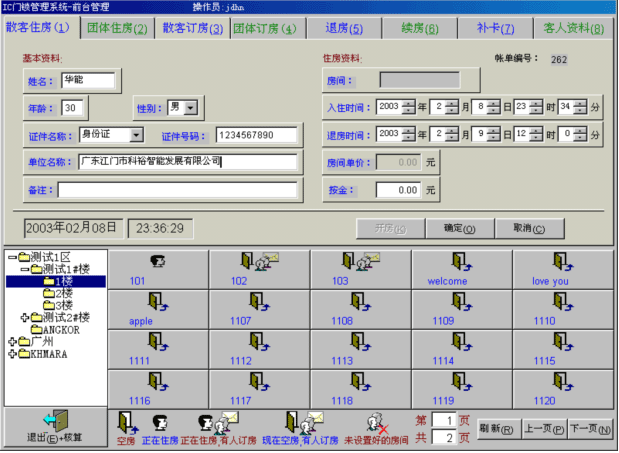 IC门锁管理系统-前台管理 操作员:jdhn
散客住房(1) 团体住房(2) 散客订房(3) 团体订房(4) 退房(5) 续房(6) 补卡(7) 客人资料(8)
基本资料: 住房资料: 帐单编号: 262
姓名: 华能 房间:
年龄: 30 性别: 男 入住时间: 2003 年 2 月 8 日 23 时 34 分
证件名称: 身份证 证件号码: 1234567890 退房时间: 2003 年 2 月 9 日 12 时 0 分
单位名称: 广东江门市科裕智能发展有限公司 房间单价: 0.00 元
备注: 按金: 0.00 元
2003年02月08日 23:36:29 开房(K) 确定(O) 取消(C)
测试1区
测试1#楼
1楼
2楼
3楼
测试2#楼
ANGKOR
广州
KHMARA
101 102 103 welcome love you
apple 1107 1108 1109 1110
1111 1112 1113 1114 1115
1116 1117 1118 1119 1120
退出(E)+核算 空房 正在住房 正在住房,有人订房 现在空房,有人订房 未设置好的房间 第 1 页 刷新(R) 上一页(P) 下一页(N)
共 2 页